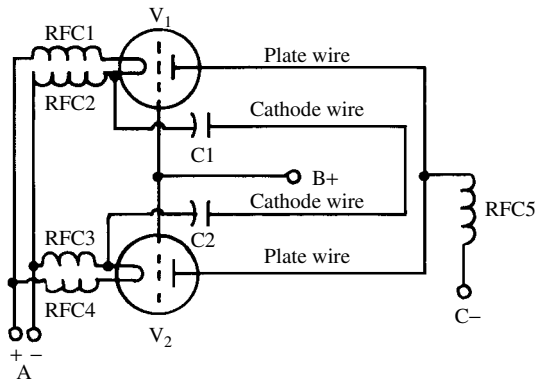 V1
RFC1
Plate wire
RFC2
Cathode wire
C1
B+
Cathode wire
RFC5
C2
RFC3
Plate wire
RFC4
C−
V2
+ −
A